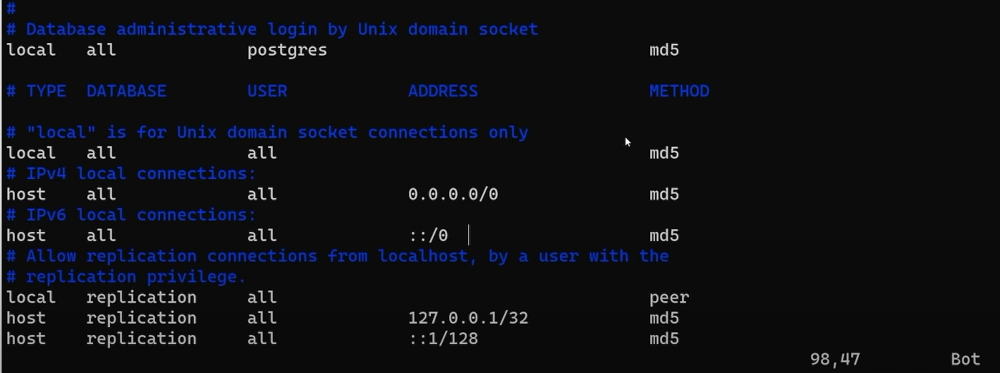 #
# Database administrative login by Unix domain socket
local   all             postgres                                md5
# TYPE  DATABASE        USER            ADDRESS                 METHOD
# "local" is for Unix domain socket connections only
local   all             all                                     md5
# IPv4 local connections:
host    all             all             0.0.0.0/0               md5
# IPv6 local connections:
host    all             all             ::/0                    md5
# Allow replication connections from localhost, by a user with the
# replication privilege.
local   replication     all                                     peer
host    replication     all             127.0.0.1/32            md5
host    replication     all             ::1/128                 md5
98,47         Bot